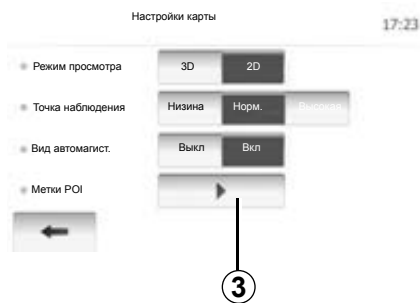 Настройки карты
17:23
Режим просмотра 3D 2D
Точка наблюдения Низина Норм. Высокая
Вид автомагист. Выкл Вкл
Метки POI
3